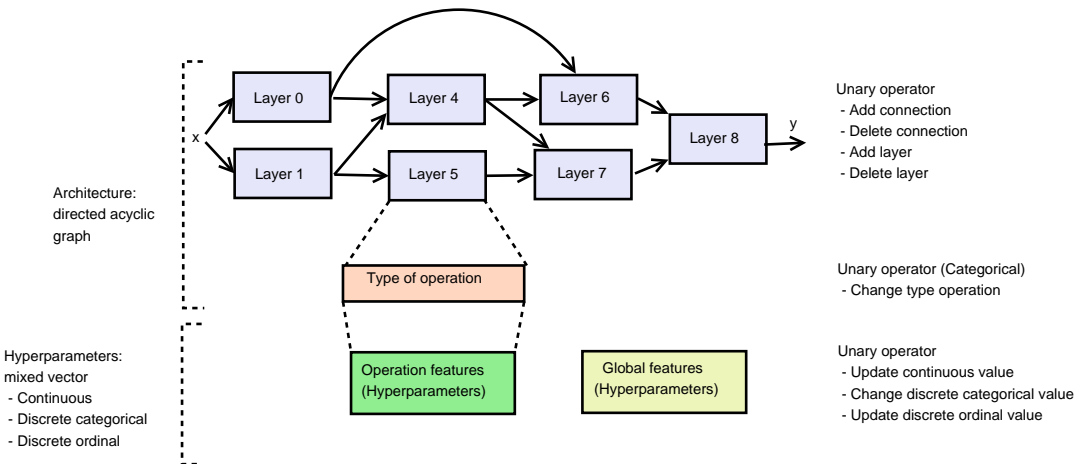 Layer 0
Layer 4
Layer 6
Layer 8
x
y
Layer 1
Layer 5
Layer 7
Architecture:
directed acyclic
graph
Type of operation
Hyperparameters:
mixed vector
- Continuous
- Discrete categorical
- Discrete ordinal
Operation features
(Hyperparameters)
Global features
(Hyperparameters)
Unary operator
- Add connection
- Delete connection
- Add layer
- Delete layer
Unary operator (Categorical)
- Change type operation
Unary operator
- Update continuous value
- Change discrete categorical value
- Update discrete ordinal value